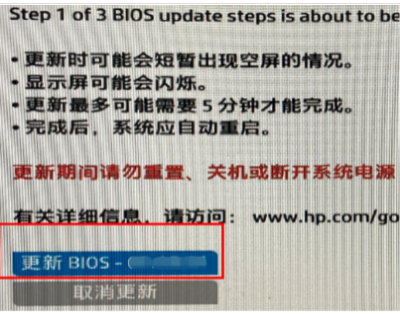 Step 1 of 3 BIOS update steps is about to be
• 更新时可能会短暂出现空屏的情况。
• 显示屏可能会闪烁。
• 更新最多可能需要 5 分钟才能完成。
• 完成后，系统应自动重启。
更新期间请勿重置、关机或断开系统电源
有关详细信息，请访问： www.hp.com/go
更新 BIOS -
取消更新